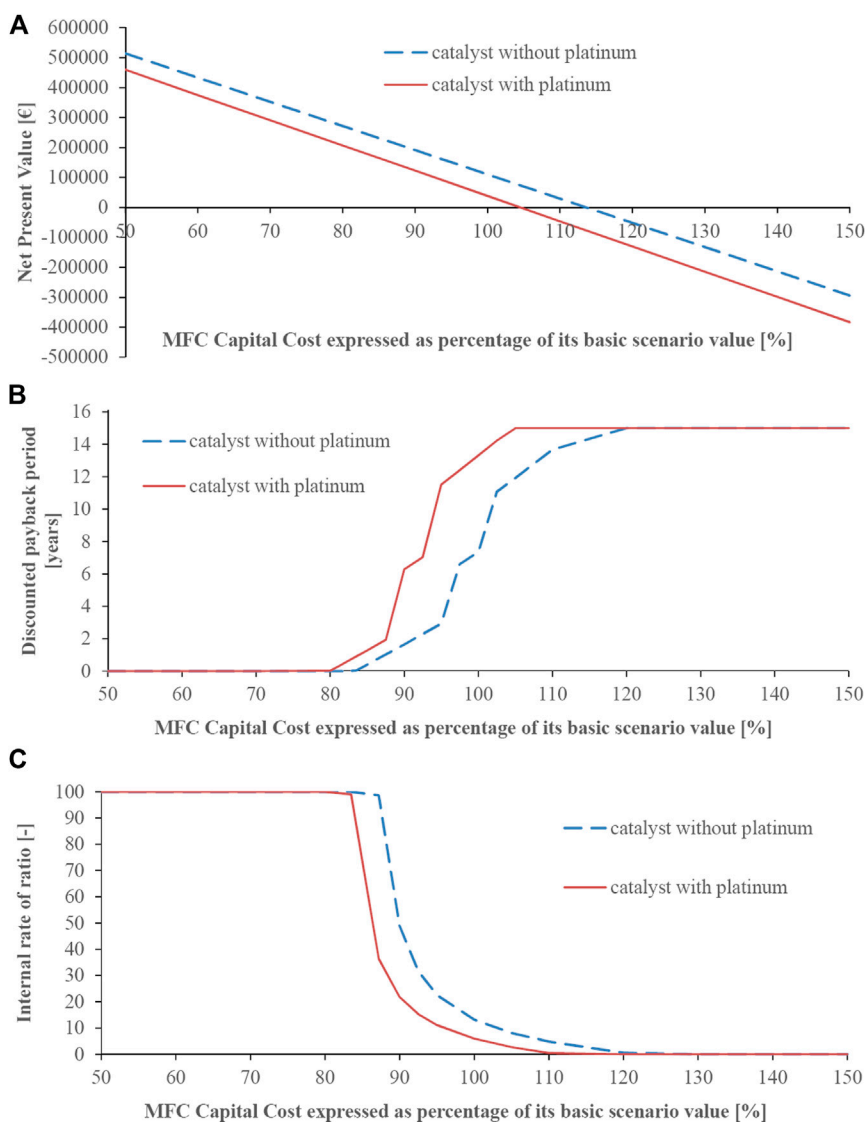 A
600000
500000
400000
300000
200000
100000
0
-100000
-200000
-300000
-400000
-500000
Net Present Value [€]
catalyst without platinum
catalyst with platinum
50 60 70 80 90 100 110 120 130 140 150
MFC Capital Cost expressed as percentage of its basic scenario value [%]
B
16
14
12
10
8
6
4
2
0
Discounted payback period
[years]
catalyst without platinum
catalyst with platinum
50 60 70 80 90 100 110 120 130 140 150
MFC Capital Cost expressed as percentage of its basic scenario value [%]
C
100
90
80
70
60
50
40
30
20
10
0
Internal rate of ratio [-]
catalyst without platinum
catalyst with platinum
50 60 70 80 90 100 110 120 130 140 150
MFC Capital Cost expressed as percentage of its basic scenario value [%]